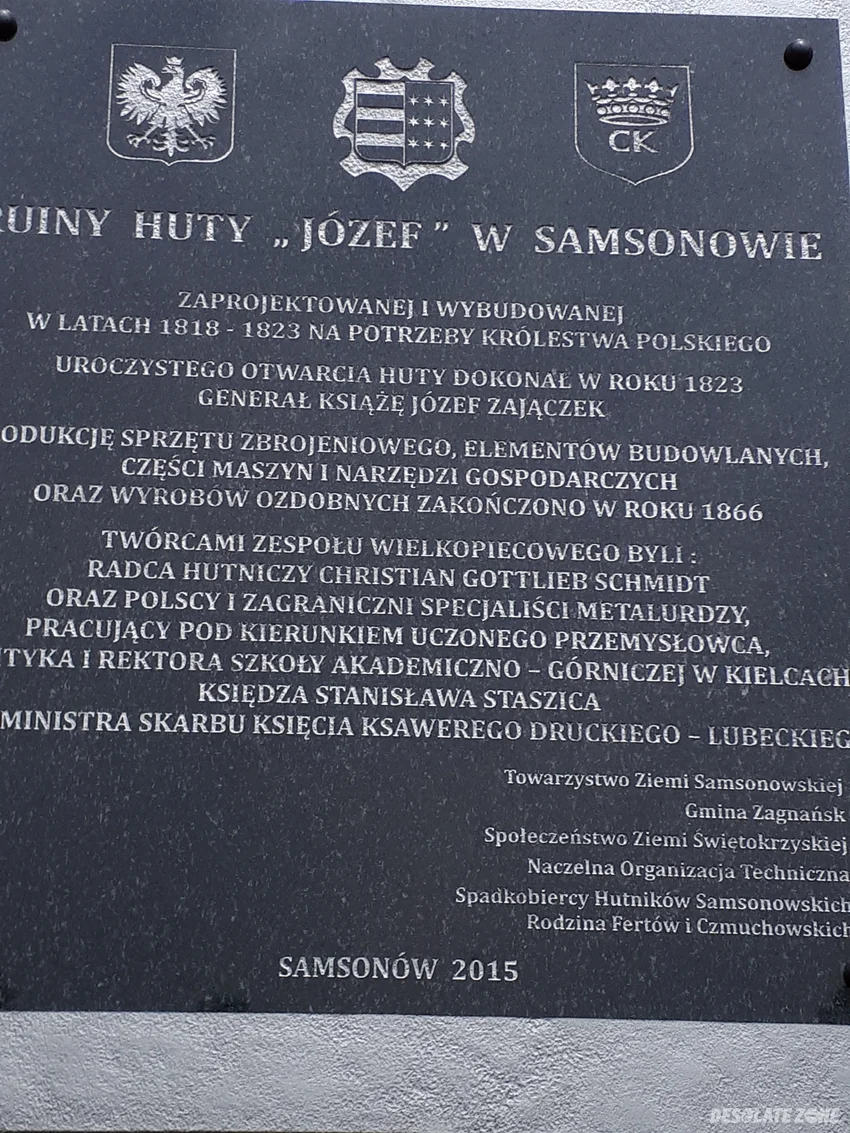 CK
RUINY HUTY „JÓZEF” W SAMSONOWIE
ZAPROJEKTOWANEJ I WYBUDOWANEJ
W LATACH 1818 - 1823 NA POTRZEBY KRÓLESTWA POLSKIEGO
UROCZYSTEGO OTWARCIA HUTY DOKONAŁ W ROKU 1823
GENERAŁ KSIĄŻĘ JÓZEF ZAJĄCZEK
ODUKCJĘ SPRZĘTU ZBROJENIOWEGO, ELEMENTÓW BUDOWLANYCH,
CZĘŚCI MASZYN I NARZĘDZI GOSPODARCZYCH
ORAZ WYROBÓW OZDOBNYCH ZAKOŃCZONO W ROKU 1866
TWÓRCAMI ZESPOŁU WIELKOPIECOWEGO BYLI :
RADCA HUTNICZY CHRISTIAN GOTTLIEB SCHMIDT
ORAZ POLSCY I ZAGRANICZNI SPECJALIŚCI METALURDZY,
PRACUJĄCY POD KIERUNKIEM UCZONEGO PRZEMYSŁOWCA,
ITYKA I REKTORA SZKOŁY AKADEMICZNO – GÓRNICZEJ W KIELCACH
KSIĘDZA STANISŁAWA STASZICA
MINISTRA SKARBU KSIĘCIA KSAWEREGO DRUCKIEGO – LUBECKIEG
Towarzystwo Ziemi Samsonowskiej
Gmina Zagnańsk
Społeczeństwo Ziemi Świętokrzyskiej
Naczelna Organizacja Techniczna
Spadkobiercy Hutników Samsonowskich
Rodzina Fertów i Czmuchowskich
SAMSONÓW 2015
DESOLATE ZONE